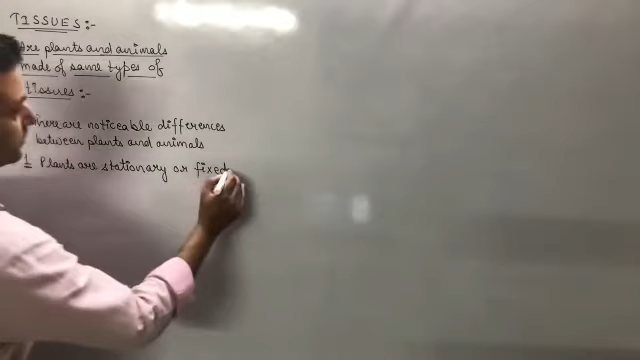 TISSUES:-
Are plants and animals
made of same types of
tissues:-
here are noticeable differences
between plants and animals
1 Plants are stationary or fixed